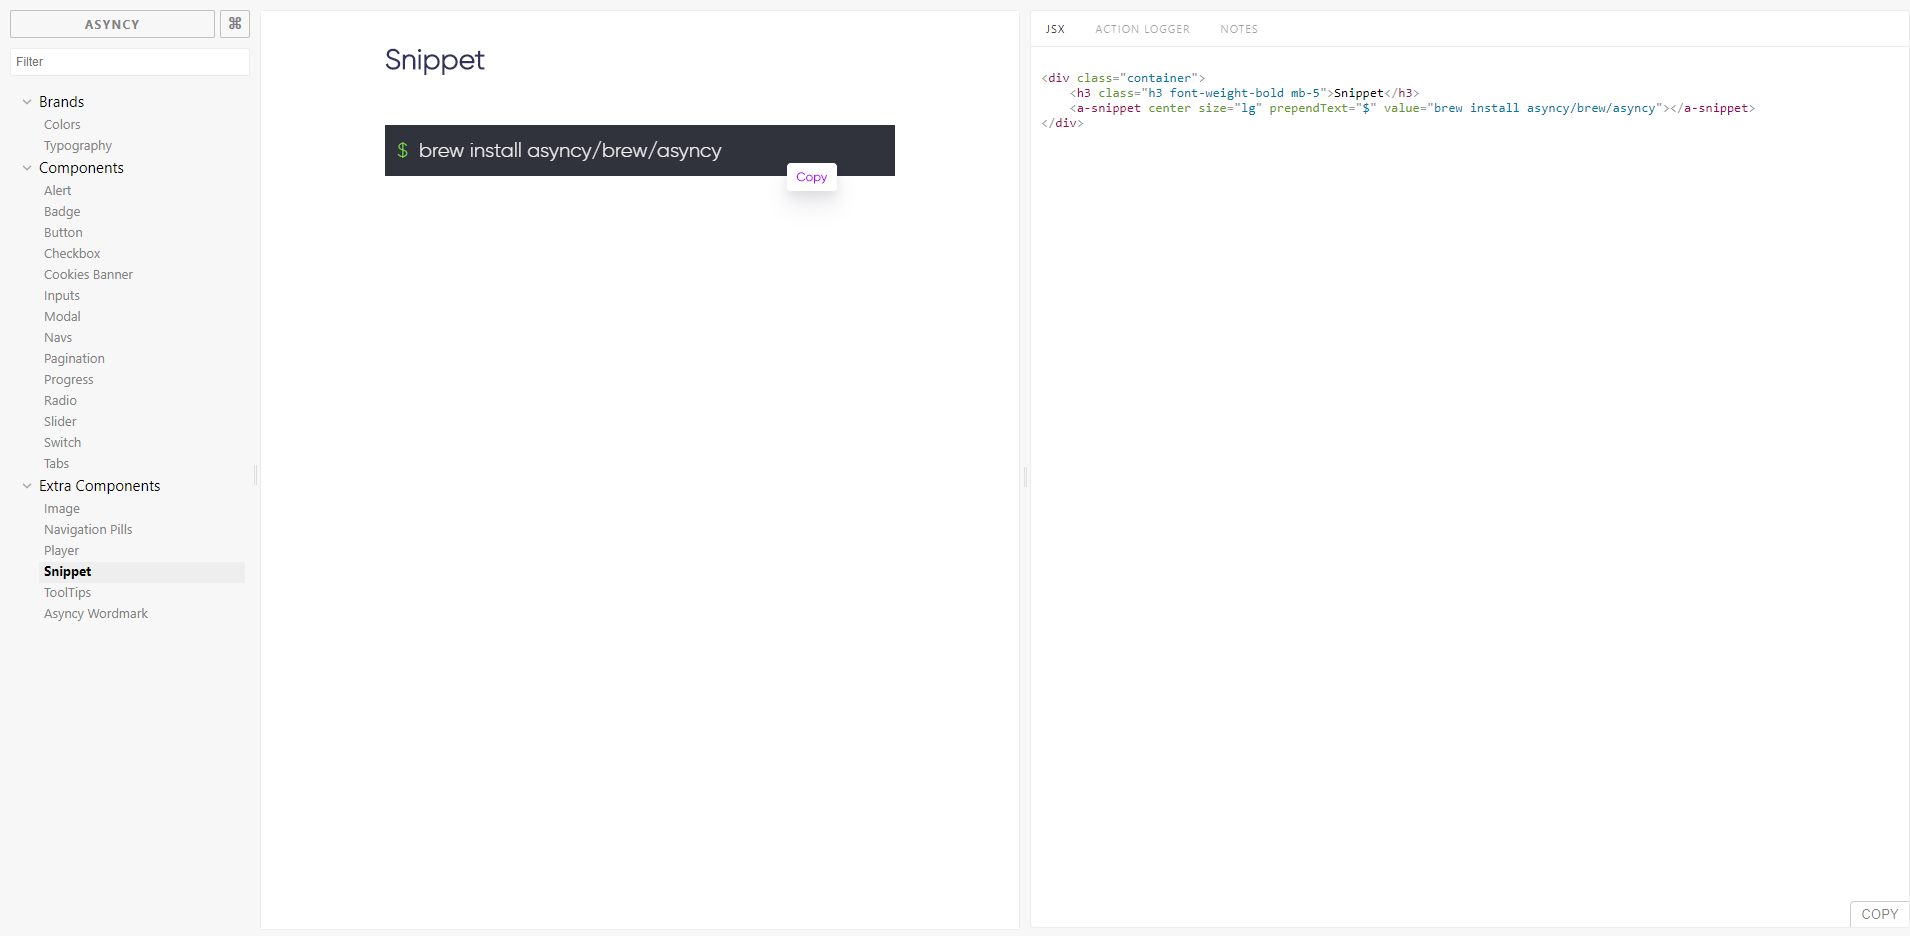 ASYNCY ⌘
Filter
Brands
Colors
Typography
Components
Alert
Badge
Button
Checkbox
Cookies Banner
Inputs
Modal
Navs
Pagination
Progress
Radio
Slider
Switch
Tabs
Extra Components
Image
Navigation Pills
Player
Snippet
ToolTips
Asyncy Wordmark
Snippet
$ brew install asyncy/brew/asyncy
Copy
JSX ACTION LOGGER NOTES
<div class="container">
    <h3 class="h3 font-weight-bold mb-5">Snippet</h3>
    <a-snippet center size="lg" prependText="$" value="brew install asyncy/brew/asyncy"></a-snippet>
</div>
COPY